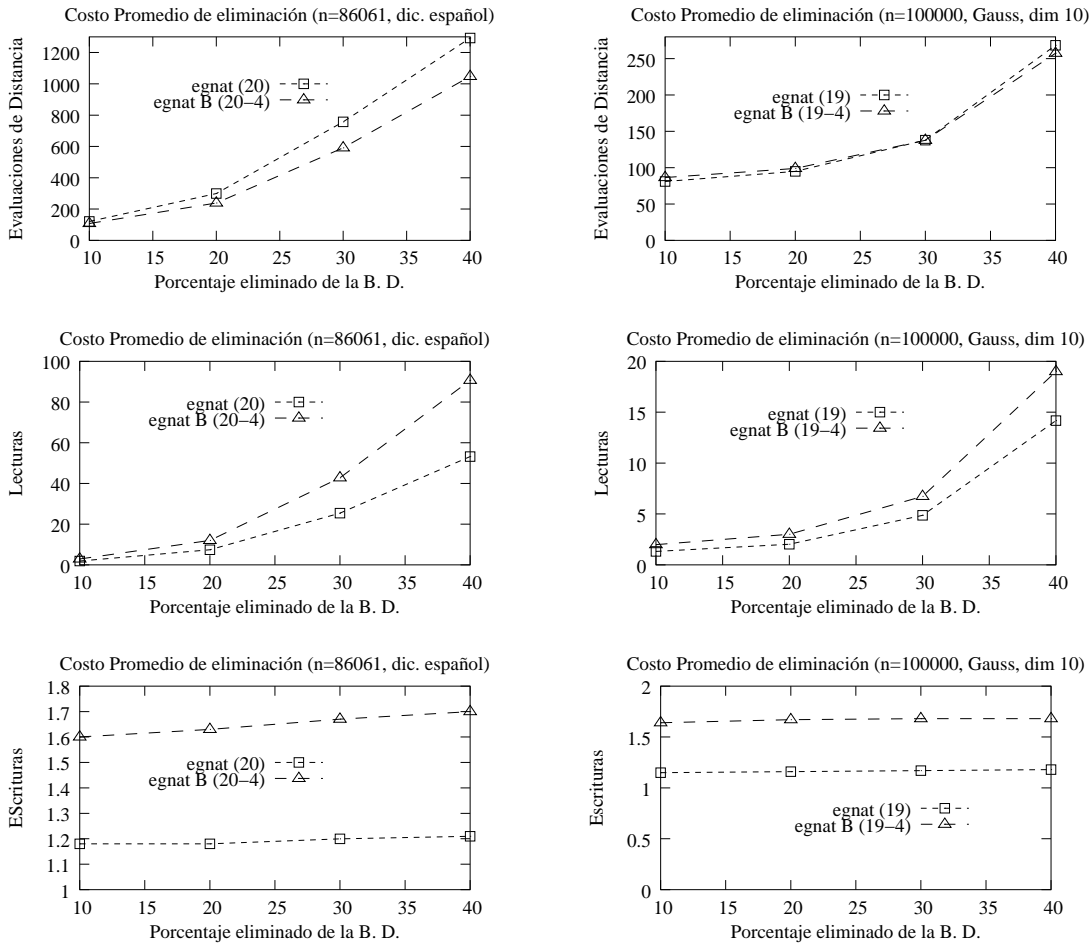 Costo Promedio de eliminación (n=86061, dic. español)
1200
1000
800
600
400
200
0
Evaluaciones de Distancia
egnat (20)
egnat B (20−4)
10 15 20 25 30 35 40
Porcentaje eliminado de la B. D.
Costo Promedio de eliminación (n=100000, Gauss, dim 10)
250
200
150
100
50
0
Evaluaciones de Distancia
egnat (19)
egnat B (19−4)
10 15 20 25 30 35 40
Porcentaje eliminado de la B. D.
Costo Promedio de eliminación (n=86061, dic. español)
100
80
60
40
20
0
Lecturas
egnat (20)
egnat B (20−4)
10 15 20 25 30 35 40
Porcentaje eliminado de la B. D.
Costo Promedio de eliminación (n=100000, Gauss, dim 10)
20
15
10
5
0
Lecturas
egnat (19)
egnat B (19−4)
10 15 20 25 30 35 40
Porcentaje eliminado de la B. D.
Costo Promedio de eliminación (n=86061, dic. español)
1.8
1.7
1.6
1.5
1.4
1.3
1.2
1.1
1
EScrituras
egnat (20)
egnat B (20−4)
10 15 20 25 30 35 40
Porcentaje eliminado de la B. D.
Costo Promedio de eliminación (n=100000, Gauss, dim 10)
2
1.5
1
0.5
0
Escrituras
egnat (19)
egnat B (19−4)
10 15 20 25 30 35 40
Porcentaje eliminado de la B. D.